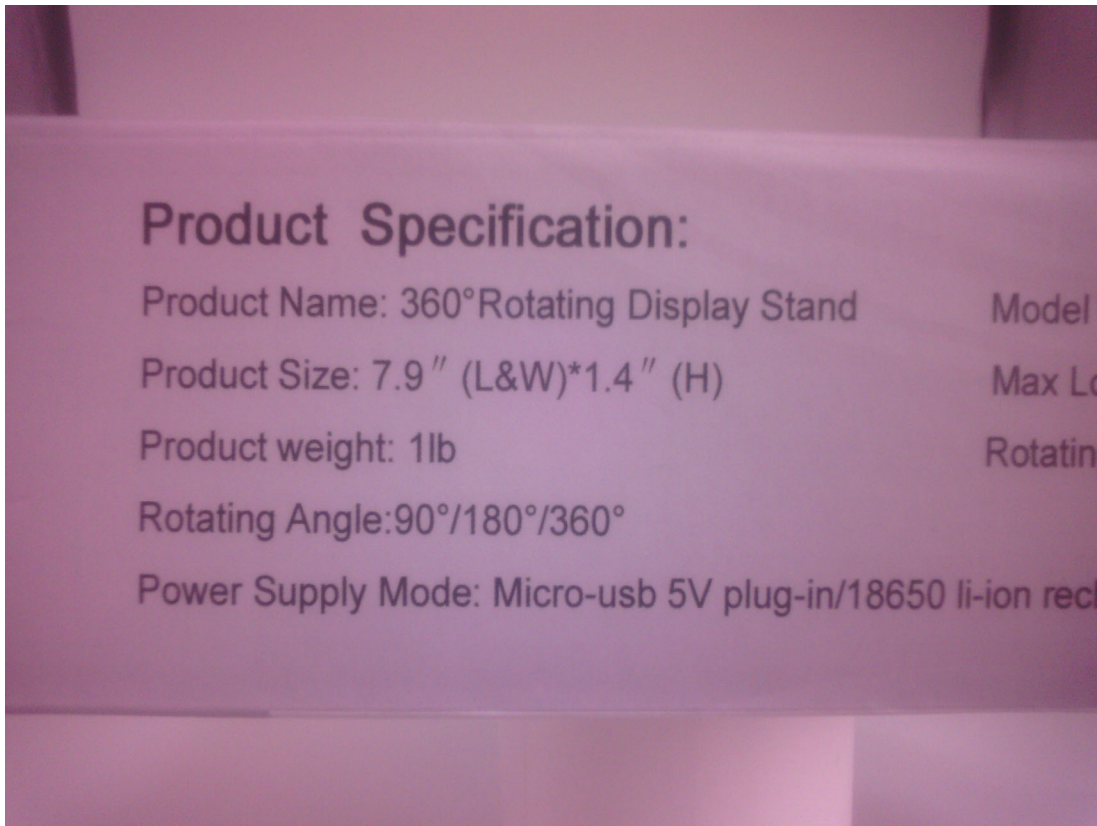 Product Specification:
Product Name: 360°Rotating Display Stand
Model
Product Size: 7.9″ (L&W)*1.4″ (H)
Max
Product weight: 1lb
Rotating Angle:90°/180°/360°
Power Supply Mode: Micro-usb 5V plug-in/18650 li-ion